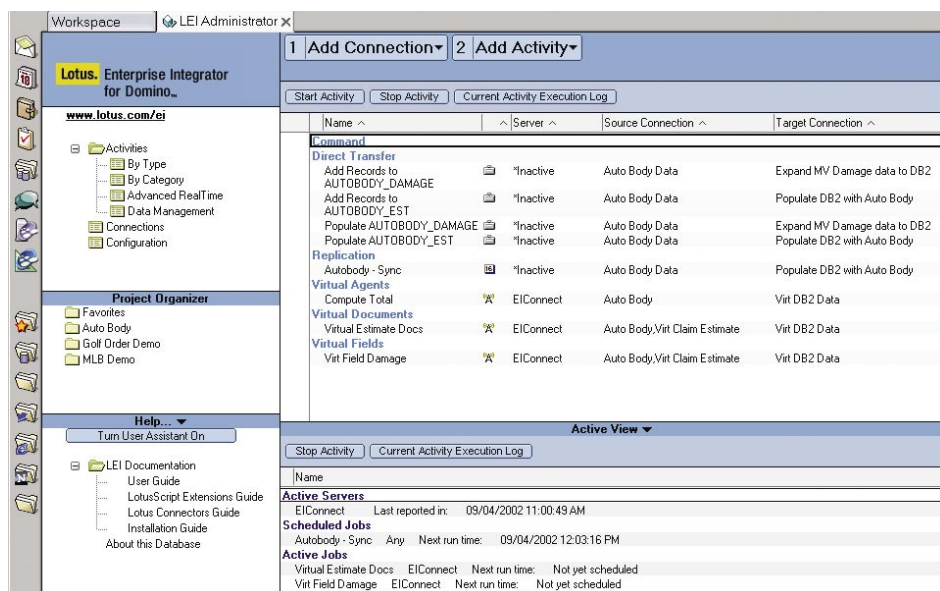 Workspace
LEI Administrator
Lotus. Enterprise Integrator
for Domino™
www.lotus.com/ei
Activities
By Type
By Category
Advanced RealTime
Data Management
Connections
Configuration
Project Organizer
Favorites
Auto Body
Golf Order Demo
MLB Demo
Help...
Turn User Assistant On
LEI Documentation
User Guide
LotusScript Extensions Guide
Lotus Connectors Guide
Installation Guide
About this Database
1 Add Connection 2 Add Activity
Start Activity Stop Activity Current Activity Execution Log
Name Server Source Connection Target Connection
Command
Direct Transfer
Add Records to *Inactive Auto Body Data Expand MV Damage data to DB2
AUTOBODY_DAMAGE
Add Records to *Inactive Auto Body Data Populate DB2 with Auto Body
AUTOBODY_EST
Populate AUTOBODY_DAMAGE *Inactive Auto Body Data Expand MV Damage data to DB2
Populate AUTOBODY_EST *Inactive Auto Body Data Populate DB2 with Auto Body
Replication
Autobody - Sync 16 *Inactive Auto Body Data Populate DB2 with Auto Body
Virtual Agents
Compute Total EIConnect Auto Body Virt DB2 Data
Virtual Documents
Virtual Estimate Docs EIConnect Auto Body,Virt Claim Estimate Virt DB2 Data
Virtual Fields
Virt Field Damage EIConnect Auto Body,Virt Claim Estimate Virt DB2 Data
Active View
Stop Activity Current Activity Execution Log
Name
Active Servers
EIConnect Last reported in: 09/04/2002 11:00:49 AM
Scheduled Jobs
Autobody - Sync Any Next run time: 09/04/2002 12:03:16 PM
Active Jobs
Virtual Estimate Docs EIConnect Next run time: Not yet scheduled
Virt Field Damage EIConnect Next run time: Not yet scheduled